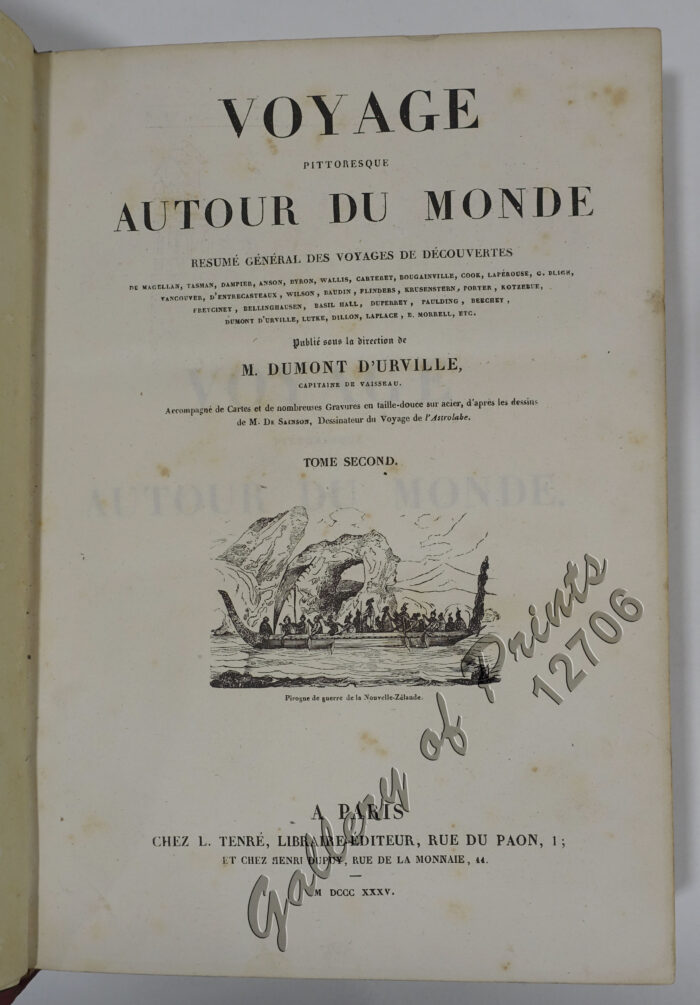 VOYAGE
PITTORESQUE
AUTOUR DU MONDE
RESUMÉ GÉNÉRAL DES VOYAGES DE DÉCOUVERTES
DE MAGELLAN, TASMAN, DAMPIER, ANSON, BYRON, WALLIS, CARTERET, BOUGAINVILLE, COOK, LAPÉROUSE, G. BLIGH,
VANCOUVER, D'ENTRECASTEAUX, WILSON, BAUDIN, FLINDERS, KRUSENSTERN, PORTER, KOTZEBUE,
FREYCINET, BELLINGHAUSEN, BASIL HALL, DUPERREY, PAULDING, BEECHEY,
DUMONT D'URVILLE, LUTKE, DILLON, LAPLACE, B. MORRELL, ETC.
Publié sous la direction de
M. DUMONT D'URVILLE,
CAPITAINE DE VAISSEAU.
Accompagné de Cartes et de nombreuses Gravures en taille-douce sur acier, d'après les dessins
de M. DE SAINSON, Dessinateur du Voyage de l'Astrolabe.
TOME SECOND.
Pirogue de guerre de la Nouvelle-Zélande.
A PARIS
CHEZ L. TENRÉ, LIBRAIRE-ÉDITEUR, RUE DU PAON, 1;
ET CHEZ HENRI DUPUY, RUE DE LA MONNAIE, 11.
M DCCC XXXV.
Gallery of Prints
12706